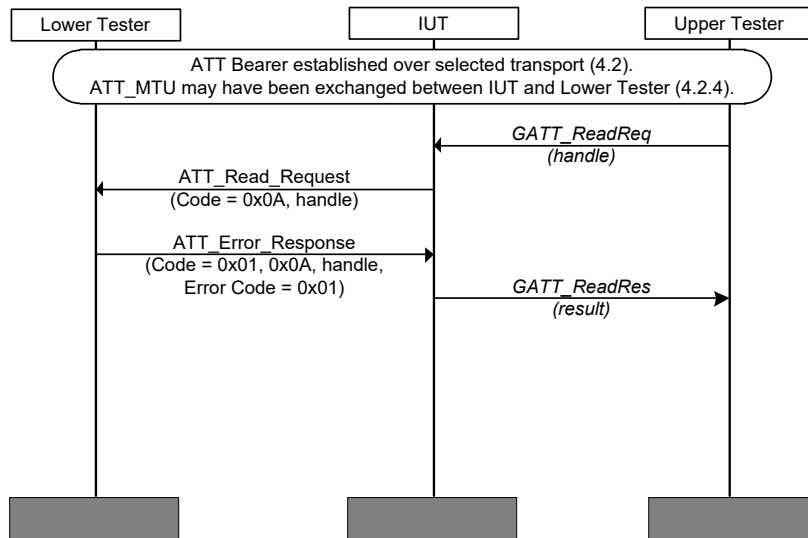 Lower Tester
IUT
Upper Tester
ATT Bearer established over selected transport (4.2).
ATT_MTU may have been exchanged between IUT and Lower Tester (4.2.4).
GATT_ReadReq
(handle)
ATT_Read_Request
(Code = 0x0A, handle)
ATT_Error_Response
(Code = 0x01, 0x0A, handle,
Error Code = 0x01)
GATT_ReadRes
(result)